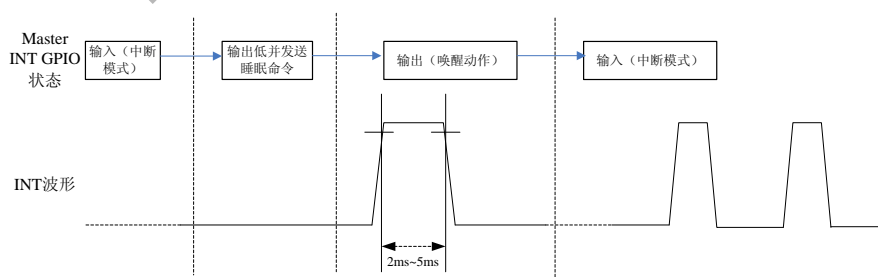 Master
INT GPIO
状态
输入（中断
模式）
输出低并发送
睡眠命令
输出（唤醒动作）
输入（中断模式）
INT波形
2ms~5ms